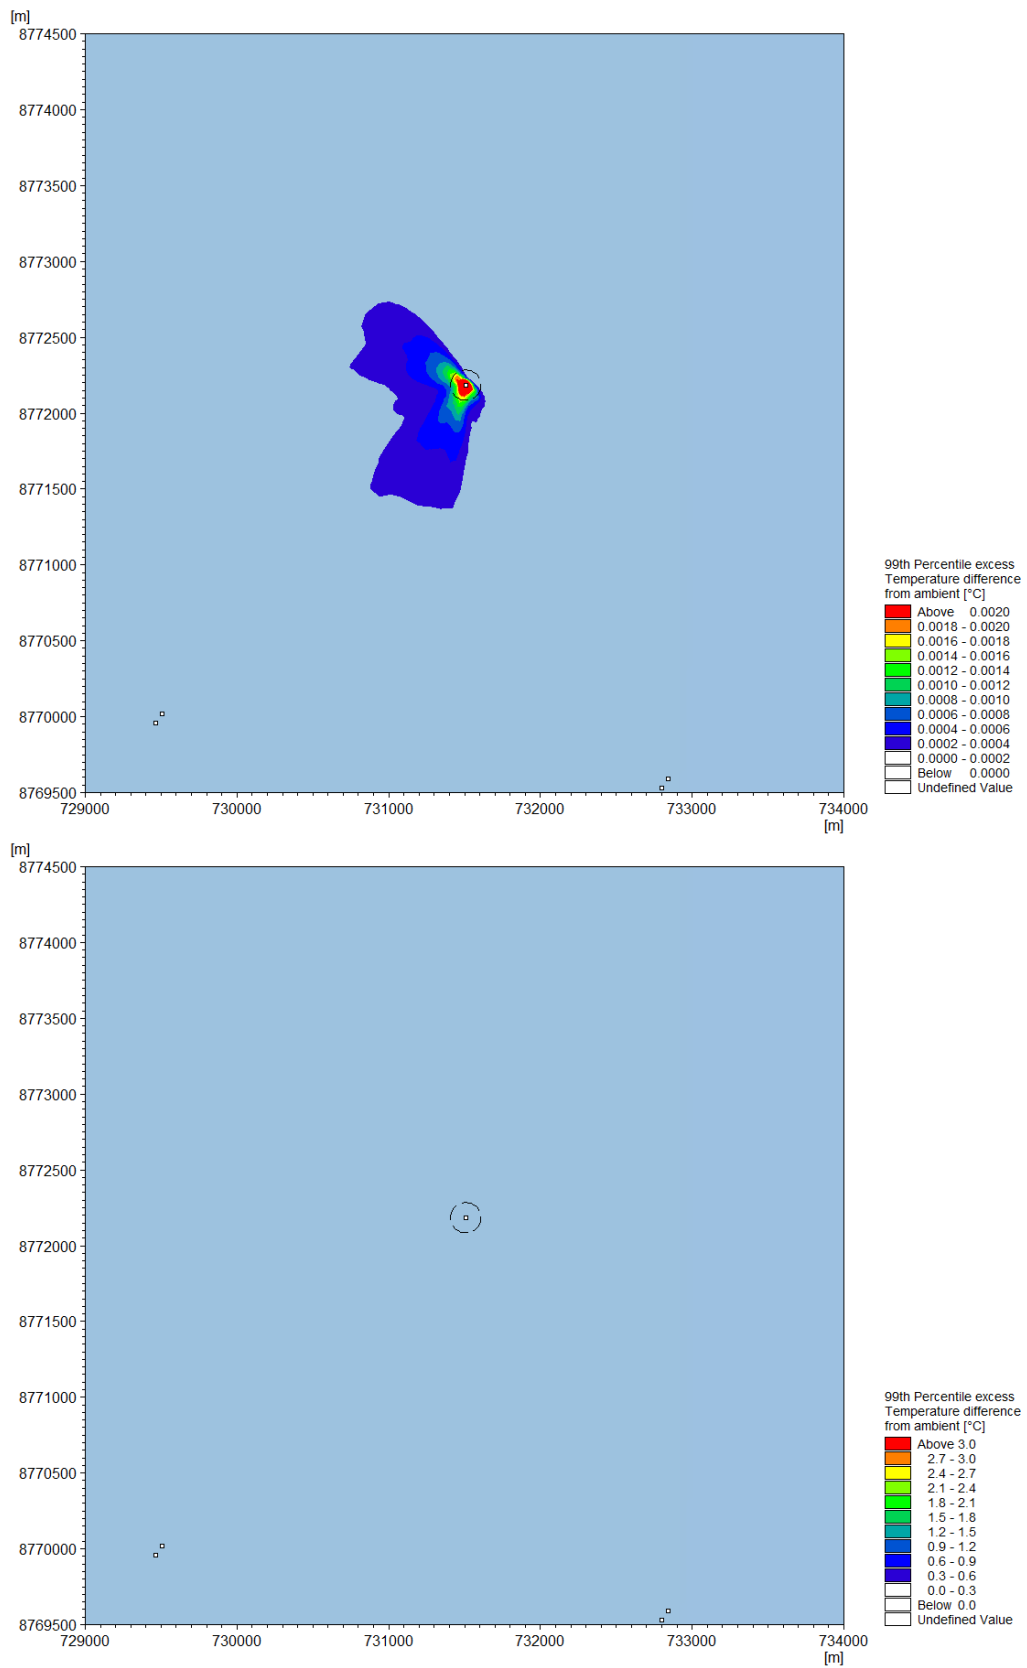 [m]
8774500
8774000
8773500
8773000
8772500
8772000
8771500
8771000
8770500
8770000
8769500
729000 730000 731000 732000 733000 734000
[m]
99th Percentile excess
Temperature difference
from ambient [°C]
Above 0.0020
0.0018 - 0.0020
0.0016 - 0.0018
0.0014 - 0.0016
0.0012 - 0.0014
0.0010 - 0.0012
0.0008 - 0.0010
0.0006 - 0.0008
0.0004 - 0.0006
0.0002 - 0.0004
0.0000 - 0.0002
Below 0.0000
Undefined Value
[m]
8774500
8774000
8773500
8773000
8772500
8772000
8771500
8771000
8770500
8770000
8769500
729000 730000 731000 732000 733000 734000
[m]
99th Percentile excess
Temperature difference
from ambient [°C]
Above 3.0
2.7 - 3.0
2.4 - 2.7
2.1 - 2.4
1.8 - 2.1
1.5 - 1.8
1.2 - 1.5
0.9 - 1.2
0.6 - 0.9
0.3 - 0.6
0.0 - 0.3
Below 0.0
Undefined Value